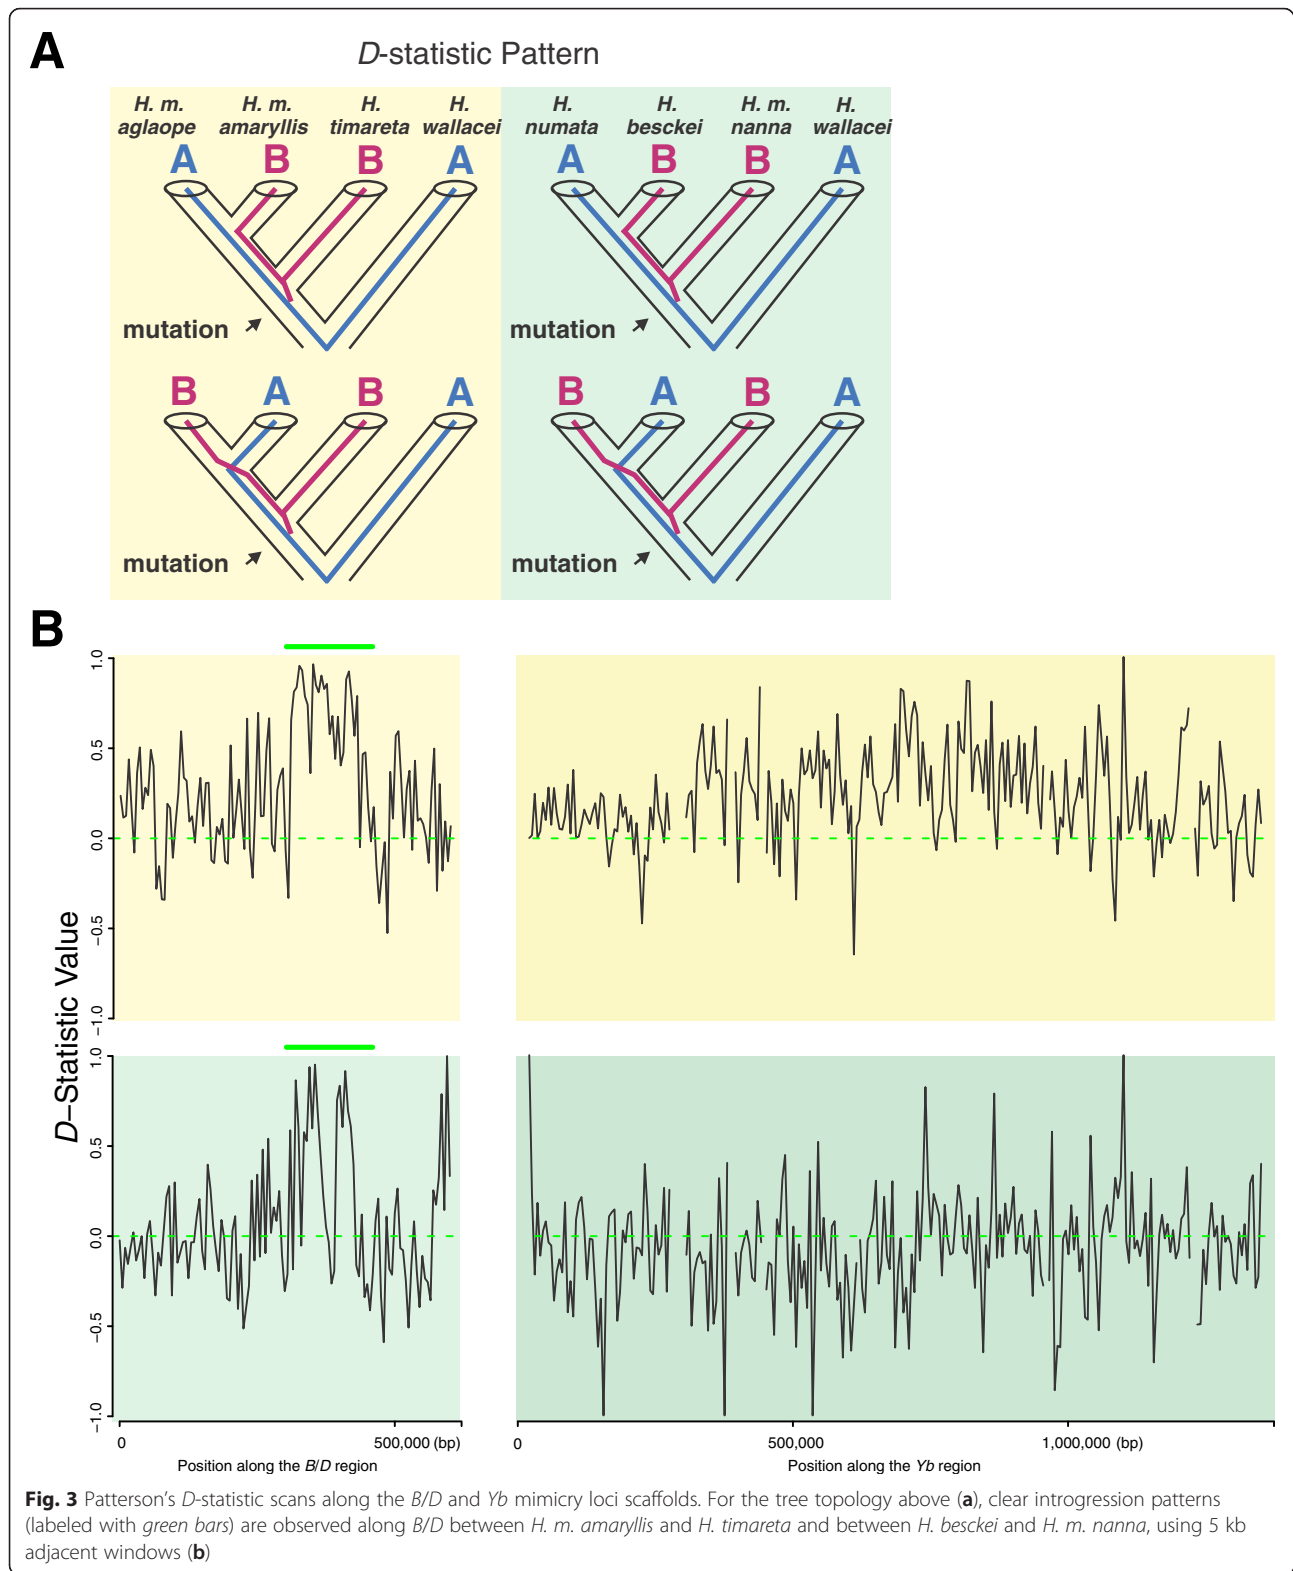 A
D-statistic Pattern
H. m. aglaope
H. m. amaryllis
H. timareta
H. wallacei
H. numata
H. besckei
H. m. nanna
H. wallacei
A B B A
A B B A
mutation
mutation
B A B A
B A B A
mutation
mutation
B
D–Statistic Value
1.0
0.5
0.0
−0.5
−1.0
1.0
0.5
0.0
−0.5
−1.0
0
500,000 (bp)
Position along the B/D region
0
500,000
1,000,000 (bp)
Position along the Yb region
Fig. 3 Patterson's D-statistic scans along the B/D and Yb mimicry loci scaffolds. For the tree topology above (a), clear introgression patterns
(labeled with green bars) are observed along B/D between H. m. amaryllis and H. timareta and between H. besckei and H. m. nanna, using 5 kb
adjacent windows (b)